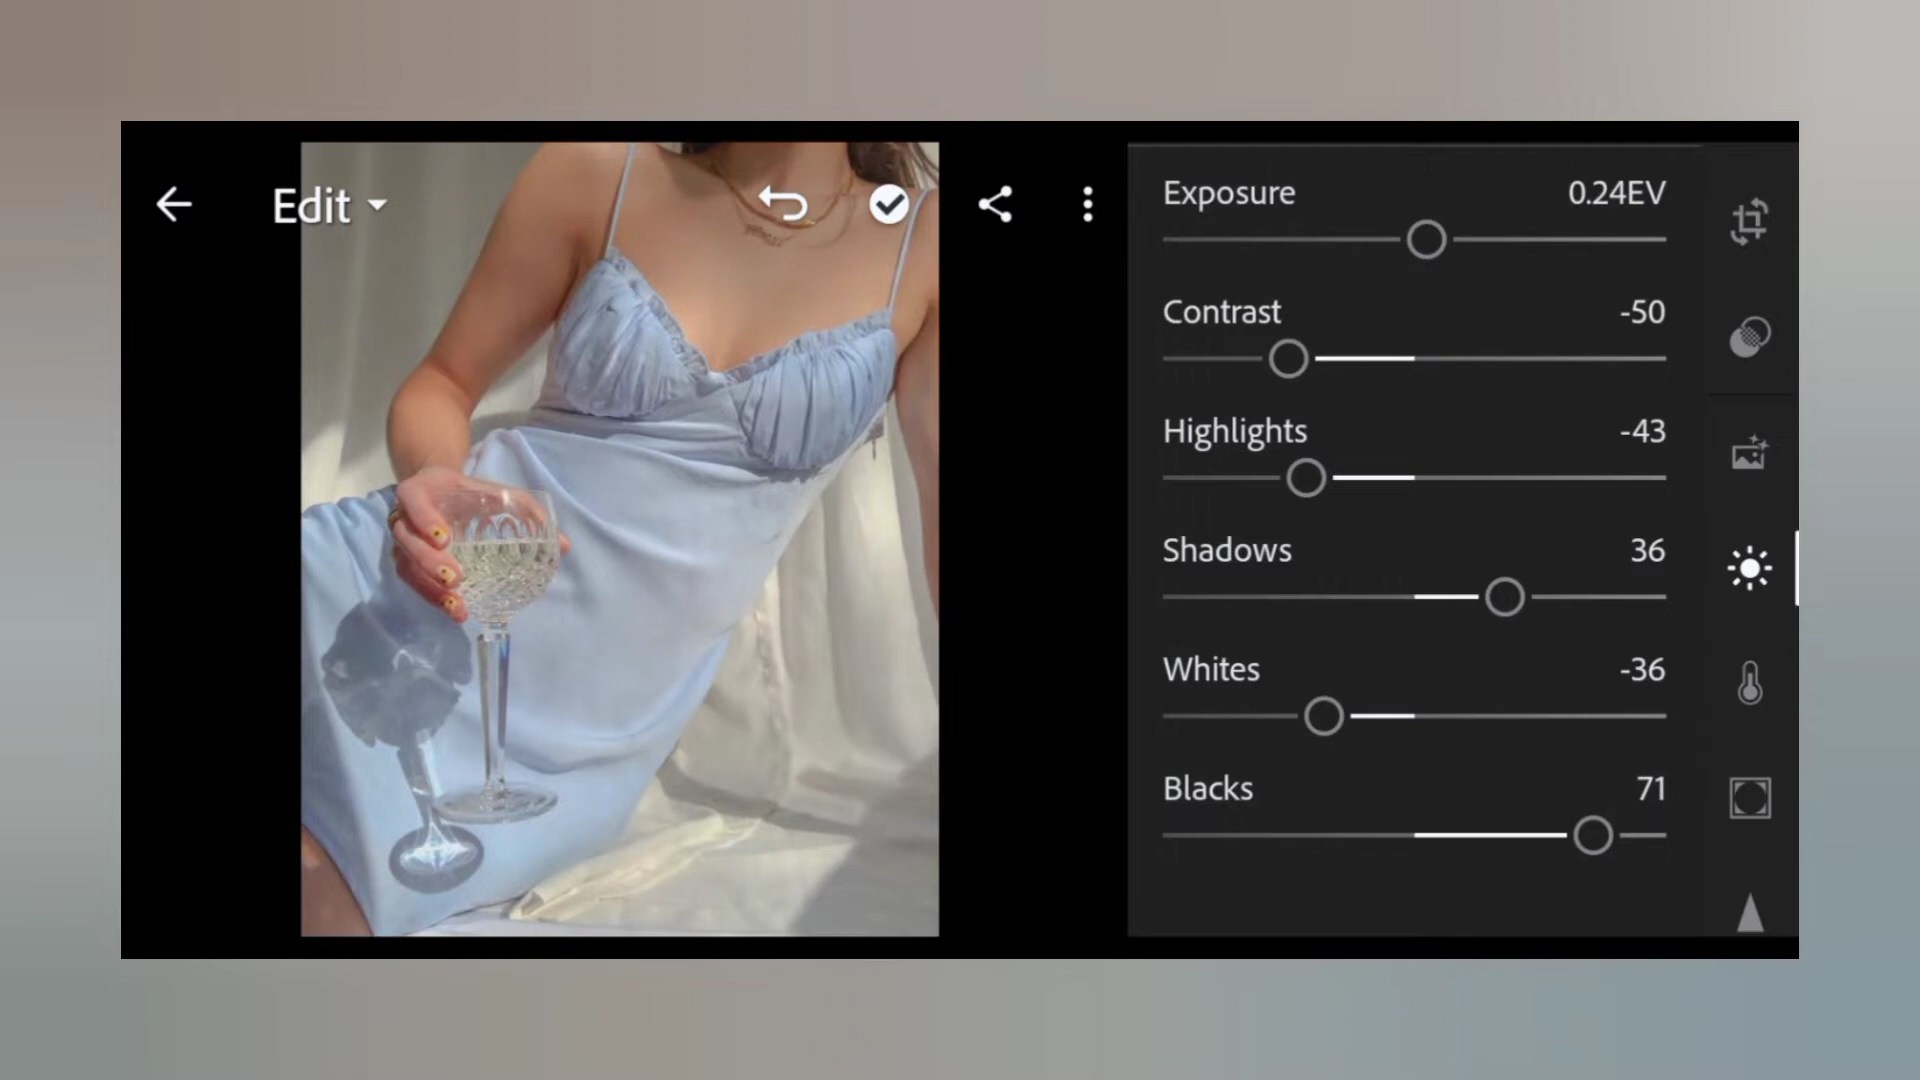 Edit
Exposure 0.24EV
Contrast -50
Highlights -43
Shadows 36
Whites -36
Blacks 71